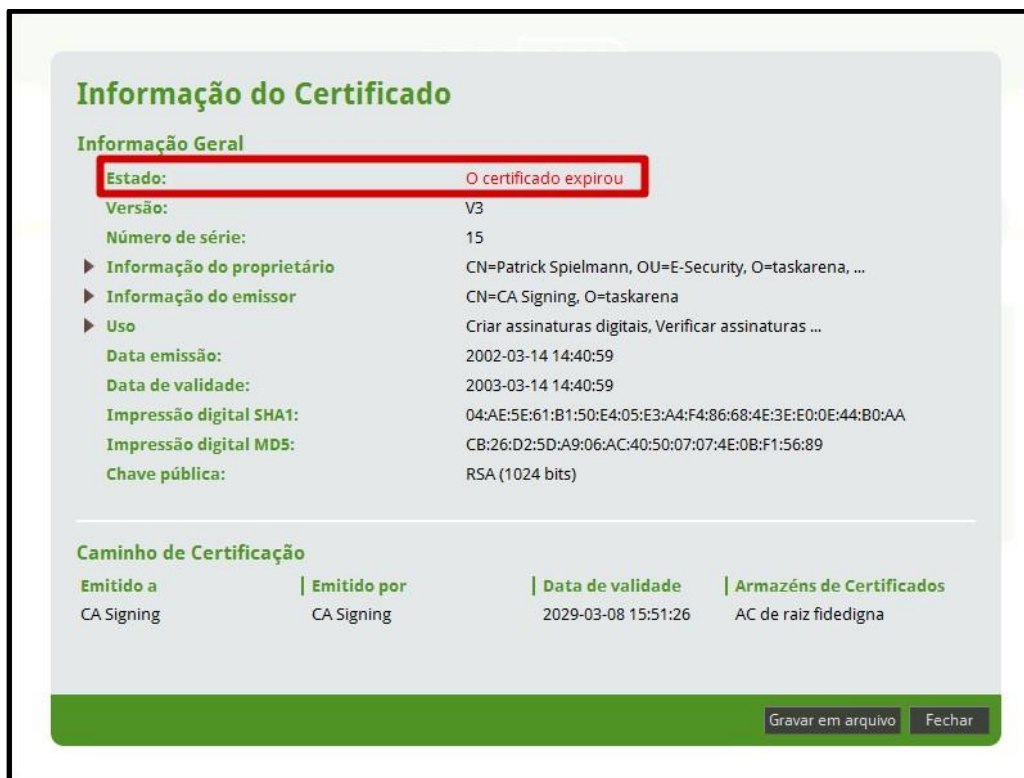 Informação do Certificado
Informação Geral
Estado: O certificado expirou
Versão: V3
Número de série: 15
Informação do proprietário CN=Patrick Spielmann, OU=E-Security, O=taskarena, ...
Informação do emissor CN=CA Signing, O=taskarena
Uso Criar assinaturas digitais, Verificar assinaturas ...
Data emissão: 2002-03-14 14:40:59
Data de validade: 2003-03-14 14:40:59
Impressão digital SHA1: 04:AE:5E:61:B1:50:E4:05:E3:A4:F4:86:68:4E:3E:E0:0E:44:B0:AA
Impressão digital MD5: CB:26:D2:5D:A9:06:AC:40:50:07:07:4E:0B:F1:56:89
Chave pública: RSA (1024 bits)
Caminho de Certificação
Emitido a Emitido por Data de validade Armazéns de Certificados
CA Signing CA Signing 2029-03-08 15:51:26 AC de raiz fidedigna
Gravar em arquivo Fechar